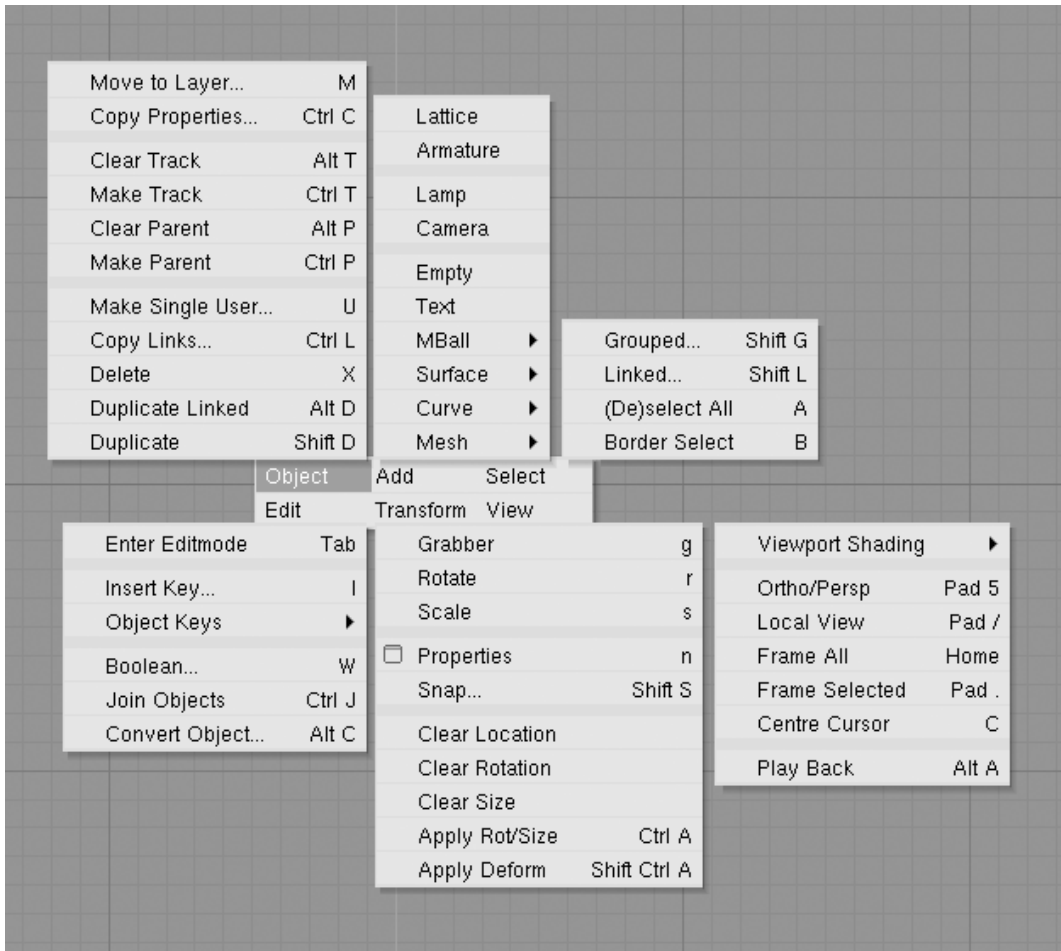 Move to Layer... M
Copy Properties... Ctrl C
Clear Track Alt T
Make Track Ctrl T
Clear Parent Alt P
Make Parent Ctrl P
Make Single User... U
Copy Links... Ctrl L
Delete X
Duplicate Linked Alt D
Duplicate Shift D
Lattice
Armature
Lamp
Camera
Empty
Text
MBall
Surface
Curve
Mesh
Grouped... Shift G
Linked... Shift L
(De)select All A
Border Select B
Object Add Select
Edit Transform View
Enter Editmode Tab
Insert Key... I
Object Keys
Boolean... W
Join Objects Ctrl J
Convert Object... Alt C
Grabber g
Rotate r
Scale s
Properties n
Snap... Shift S
Clear Location
Clear Rotation
Clear Size
Apply Rot/Size Ctrl A
Apply Deform Shift Ctrl A
Viewport Shading
Ortho/Persp Pad 5
Local View Pad /
Frame All Home
Frame Selected Pad .
Centre Cursor C
Play Back Alt A